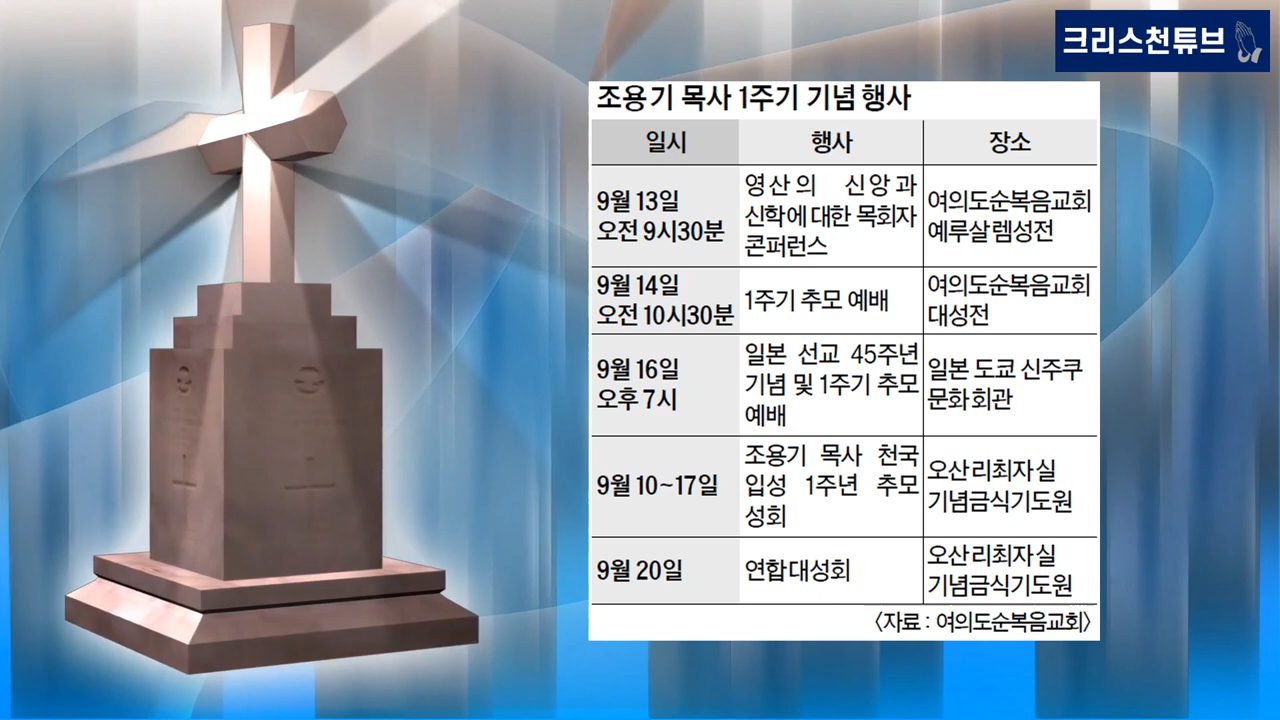 크리스천튜브
조용기 목사 1주기 기념 행사
일시 행사 장소
9월 13일
오전 9시30분
영산의 신앙과
신학에 대한 목회자
콘퍼런스
여의도순복음교회
예루살렘성전
9월 14일
오전 10시30분
1주기 추모 예배
여의도순복음교회
대성전
9월 16일
오후 7시
일본 선교 45주년
기념 및 1주기 추모
예배
일본 도쿄 신주쿠
문화회관
9월 10~17일
조용기 목사 천국
입성 1주년 추모
성회
오산리최자실
기념금식기도원
9월 20일
연합대성회
오산리최자실
기념금식기도원
〈자료 : 여의도순복음교회〉